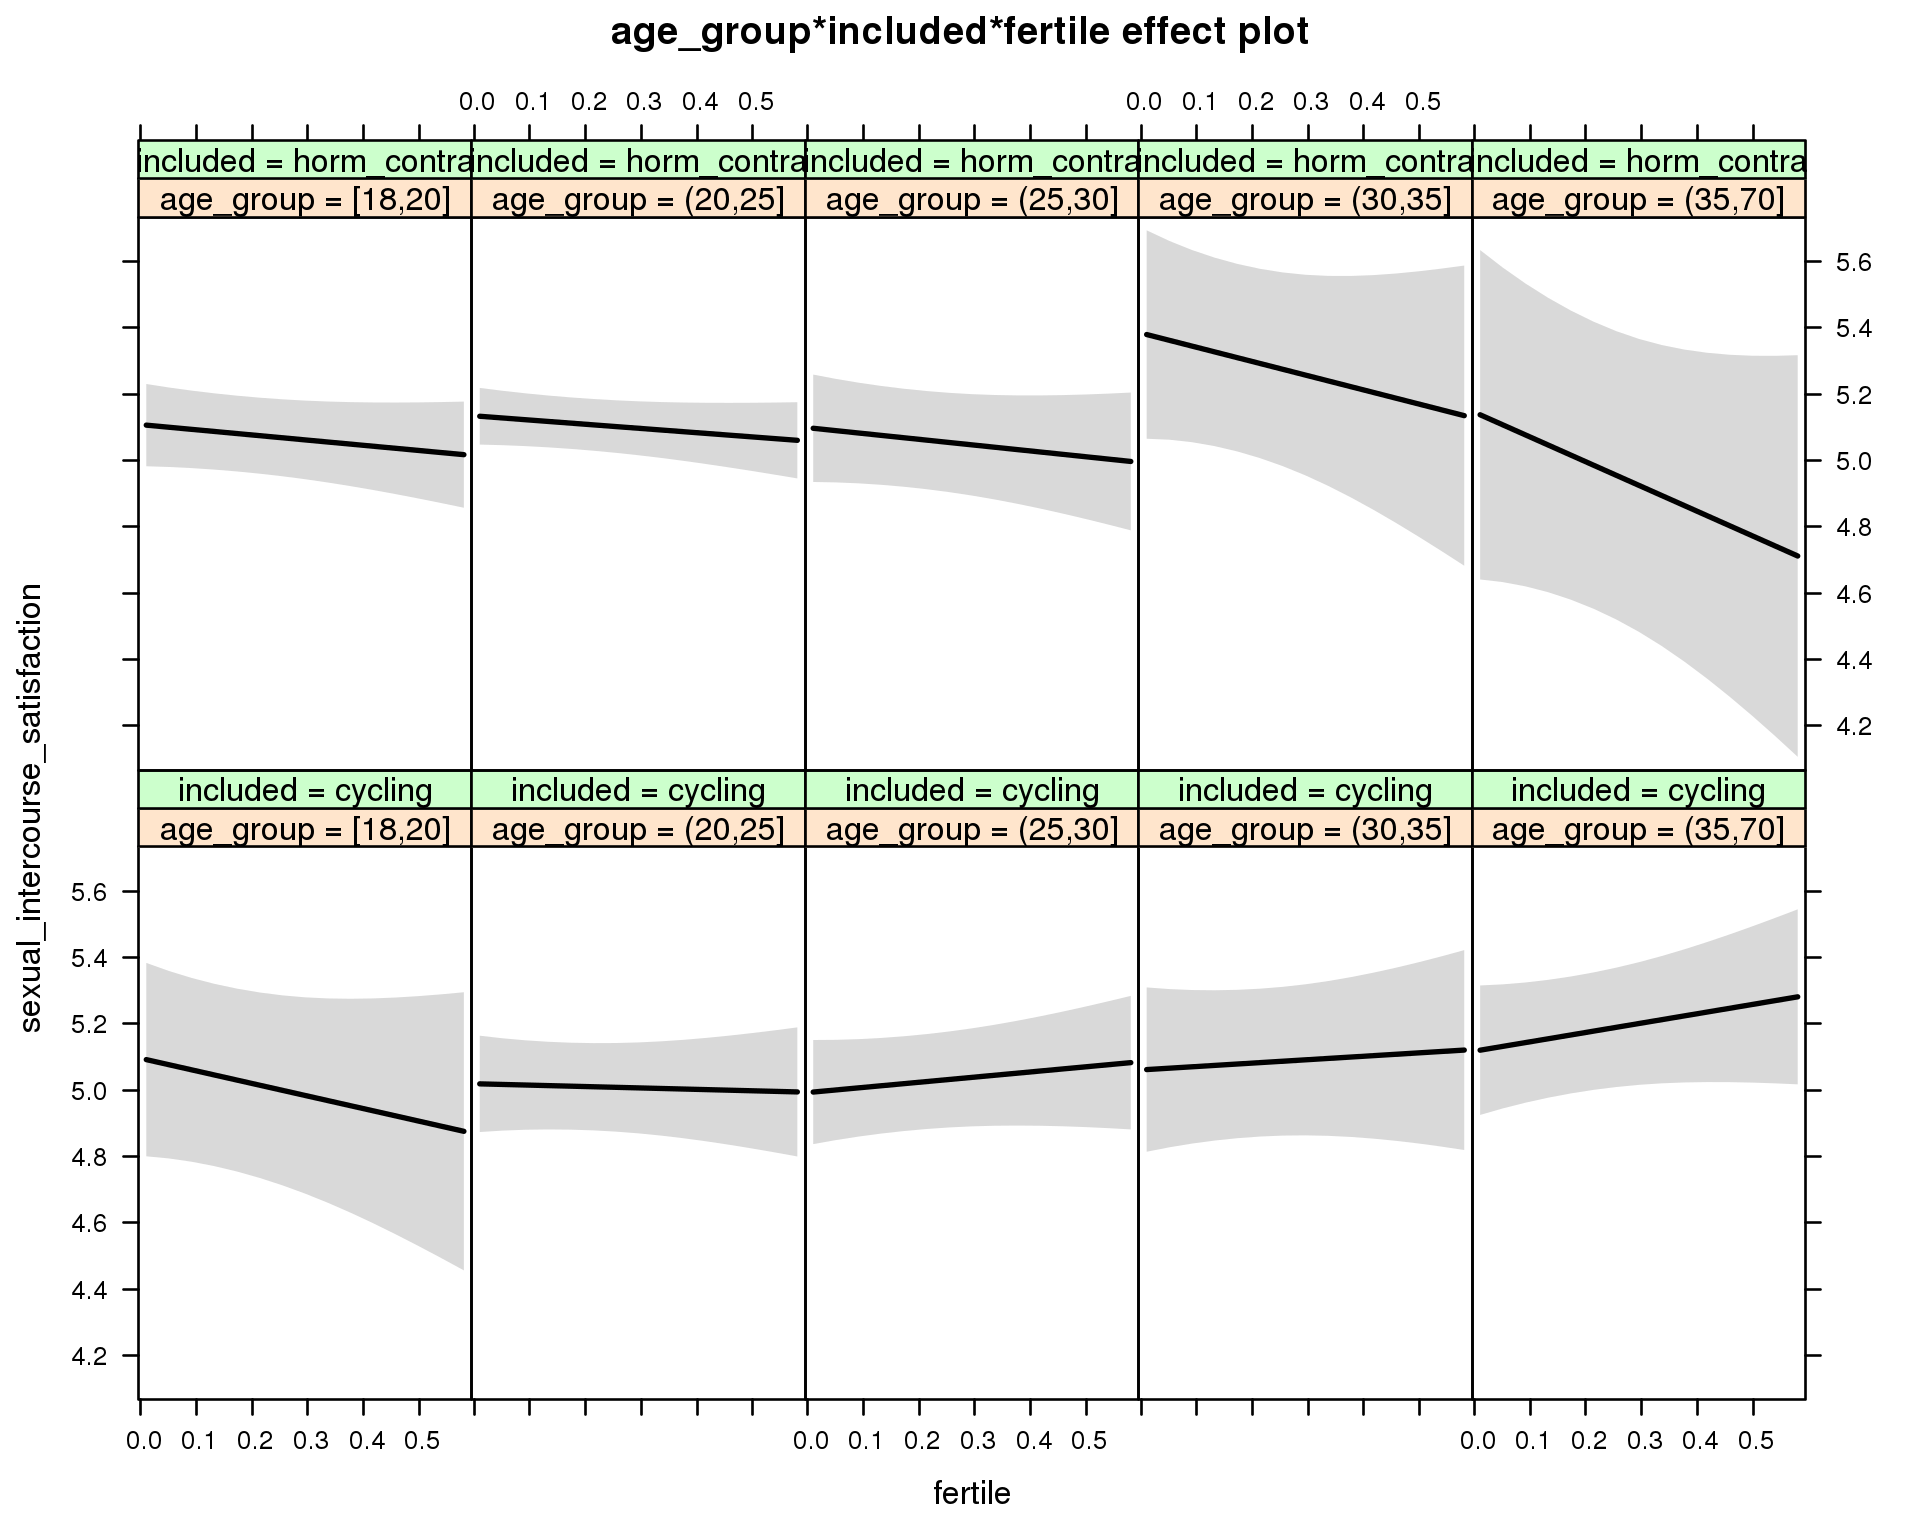 age_group*included*fertile effect plot
0.0 0.1 0.2 0.3 0.4 0.5 0.0 0.1 0.2 0.3 0.4 0.5
included = horm_contra included = horm_contra included = horm_contra included = horm_contra included = horm_contra
age_group = [18,20] age_group = (20,25] age_group = (25,30] age_group = (30,35] age_group = (35,70]
5.6
5.4
5.2
5.0
4.8
4.6
4.4
4.2
sexual_intercourse_satisfaction
included = cycling included = cycling included = cycling included = cycling included = cycling
age_group = [18,20] age_group = (20,25] age_group = (25,30] age_group = (30,35] age_group = (35,70]
5.6
5.4
5.2
5.0
4.8
4.6
4.4
4.2
0.0 0.1 0.2 0.3 0.4 0.5 0.0 0.1 0.2 0.3 0.4 0.5 0.0 0.1 0.2 0.3 0.4 0.5
fertile